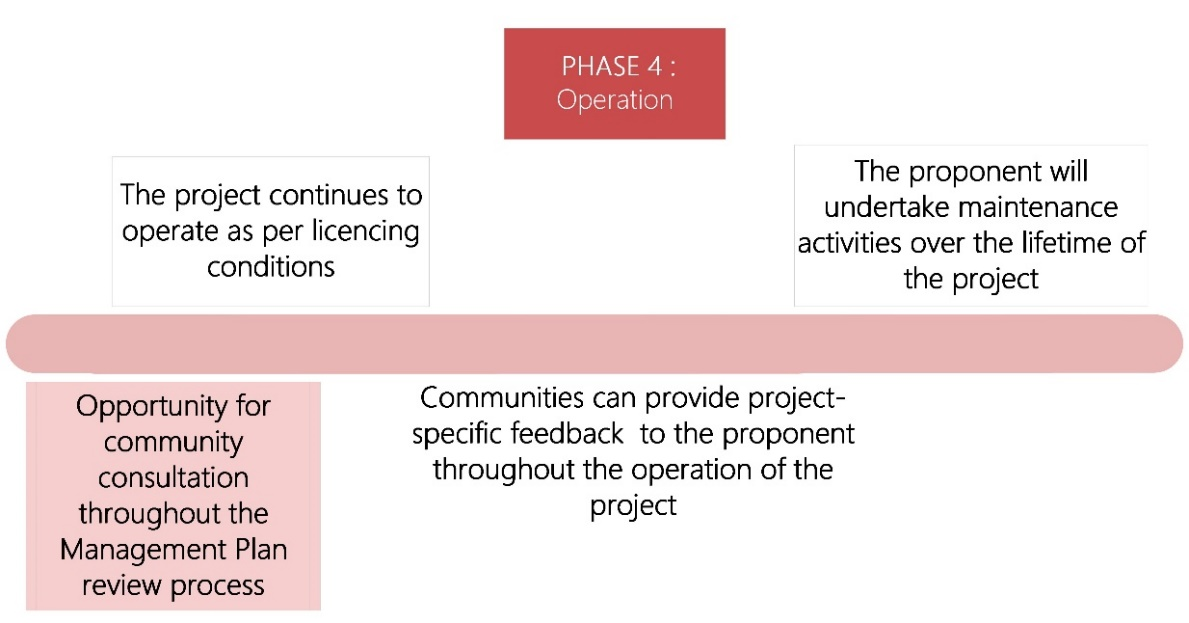 PHASE 4 :
Operation
The project continues to
operate as per licencing
conditions
The proponent will
undertake maintenance
activities over the lifetime of
the project
Opportunity for
community
consultation
throughout the
Management Plan
review process
Communities can provide project-
specific feedback  to the proponent
throughout the operation of the
project